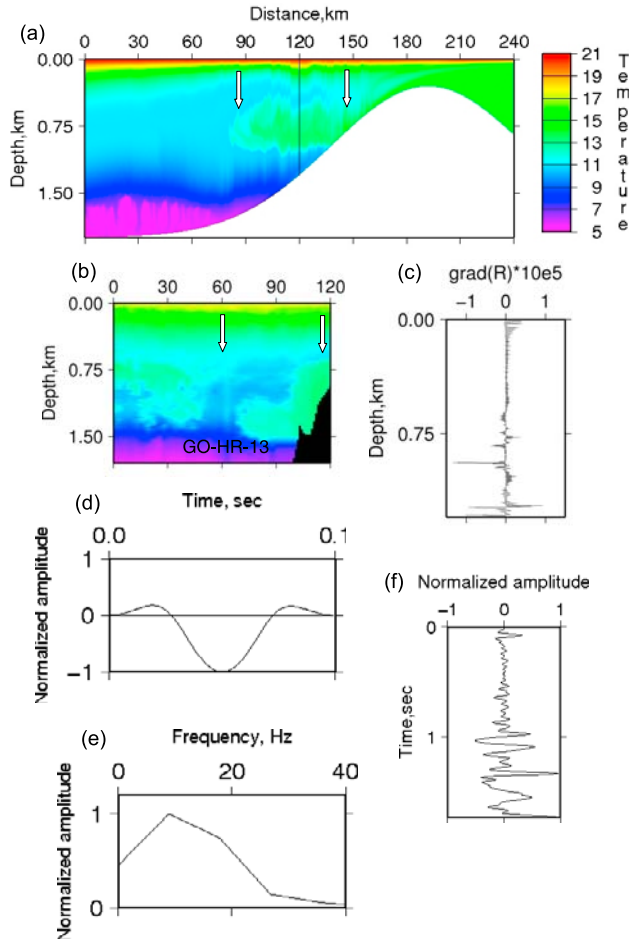 Distance,km
(a)
0 30 60 90 120 150 180 210 240
Depth,km
0.00
0.75
1.50
21
19
17
15
13
11
9
7
5
Temperature
(b)
0 30 60 90 120
Depth,km
0.00
0.75
1.50
GO-HR-13
(c)
grad(R)*10e5
−1 0 1
Depth,km
0.00
0.75
(d)
Time, sec
0.0 0.1
Normalized amplitude
1
0
−1
(e)
Frequency, Hz
0 20 40
Normalized amplitude
1
0
(f)
Normalized amplitude
−1 0 1
Time,sec
0
1